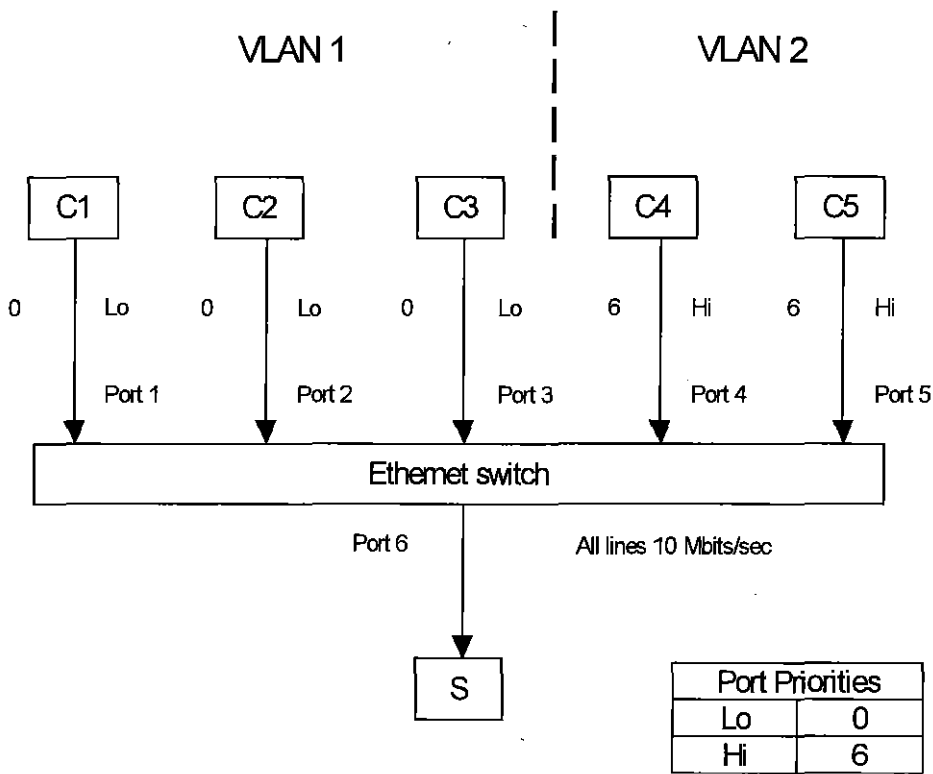 VLAN 1 VLAN 2
C1 C2 C3 C4 C5
0 Lo 0 Lo 0 Lo 6 Hi 6 Hi
Port 1 Port 2 Port 3 Port 4 Port 5
Ethernet switch
Port 6 All lines 10 Mbits/sec
S
Port Priorities
Lo 0
Hi 6